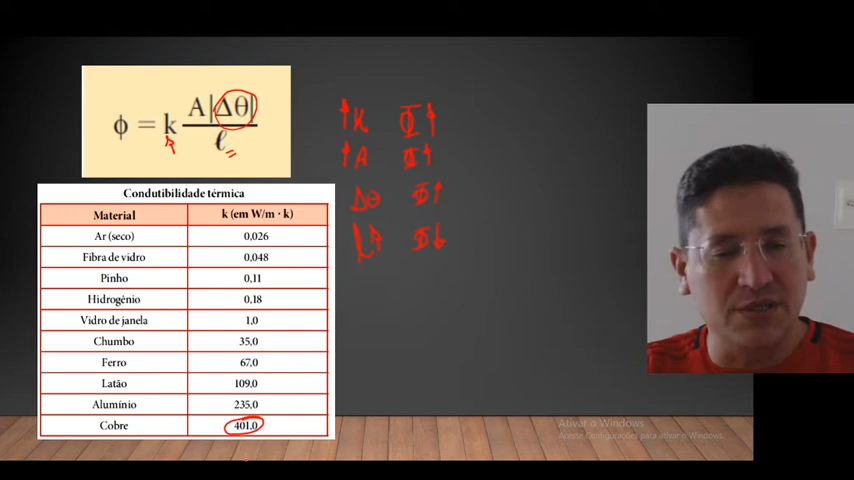 ϕ = k A|Δθ| / ℓ
↑K Φ↑
↑A Φ↑
Δθ Φ↑
L↑ Φ↓
Condutibilidade térmica
Material k (em W/m · k)
Ar (seco) 0,026
Fibra de vidro 0,048
Pinho 0,11
Hidrogênio 0,18
Vidro de janela 1,0
Chumbo 35,0
Ferro 67,0
Latão 109,0
Alumínio 235,0
Cobre 401,0
Ativar o Windows
Acesse Configurações para ativar o Windows.